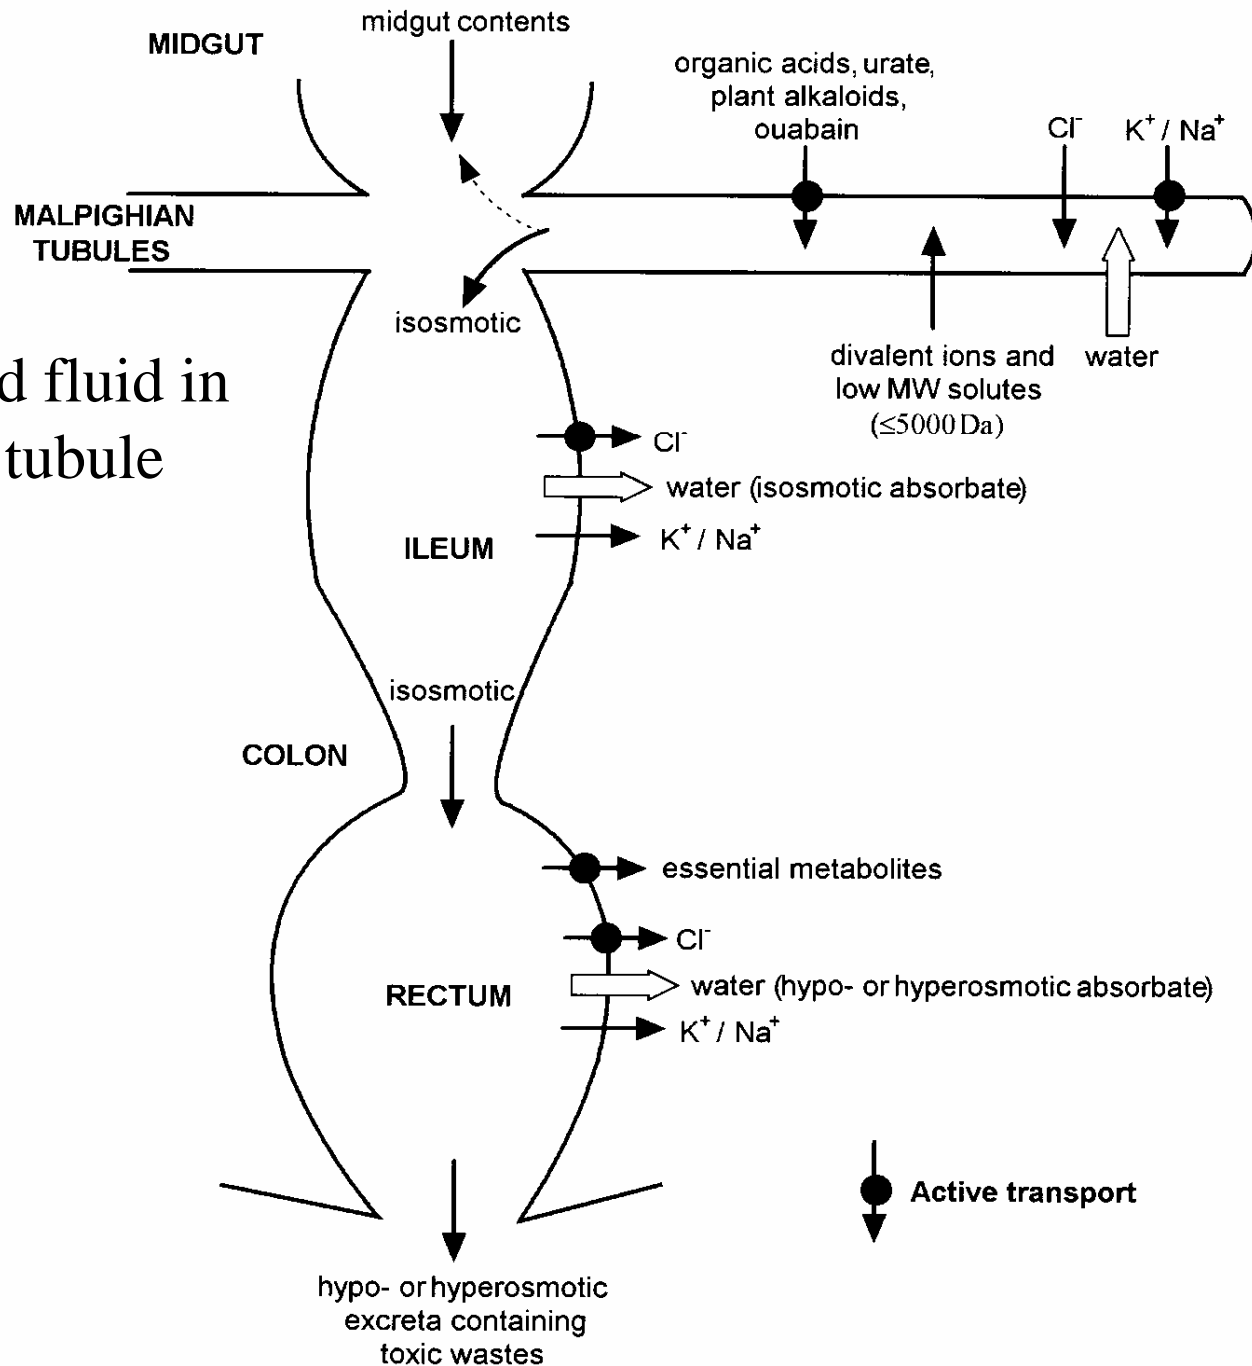 midgut contents
MIDGUT
organic acids, urate,
plant alkaloids,
ouabain
Cl⁻
K⁺ / Na⁺
MALPIGHIAN
TUBULES
isosmotic
divalent ions and
low MW solutes
(≤5000 Da)
water
d fluid in
tubule
Cl⁻
water (isosmotic absorbate)
K⁺ / Na⁺
ILEUM
isosmotic
COLON
essential metabolites
Cl⁻
water (hypo- or hyperosmotic absorbate)
K⁺ / Na⁺
RECTUM
Active transport
hypo- or hyperosmotic
excreta containing
toxic wastes